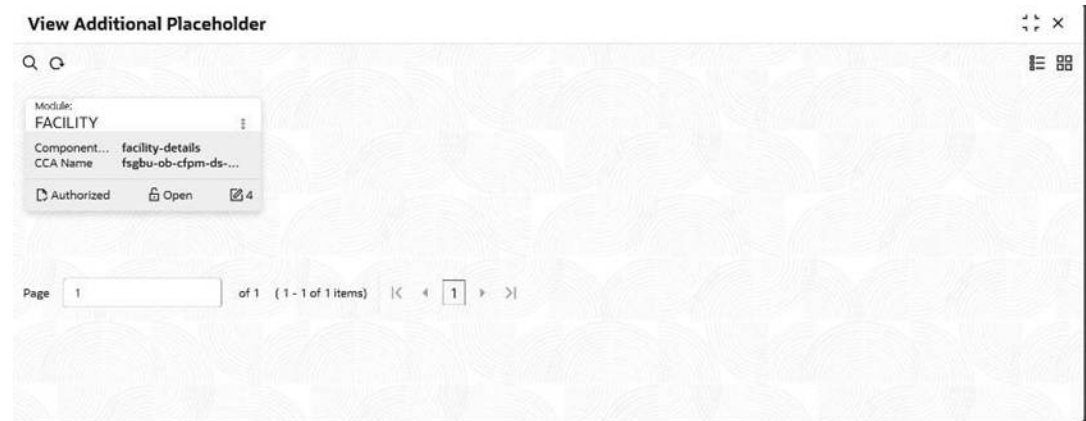 View Additional Placeholder
Module:
FACILITY
Component... facility-details
CCA Name fsgbu-ob-cfpm-ds-...
Authorized Open 4
Page 1 of 1 (1 - 1 of 1 items) 1